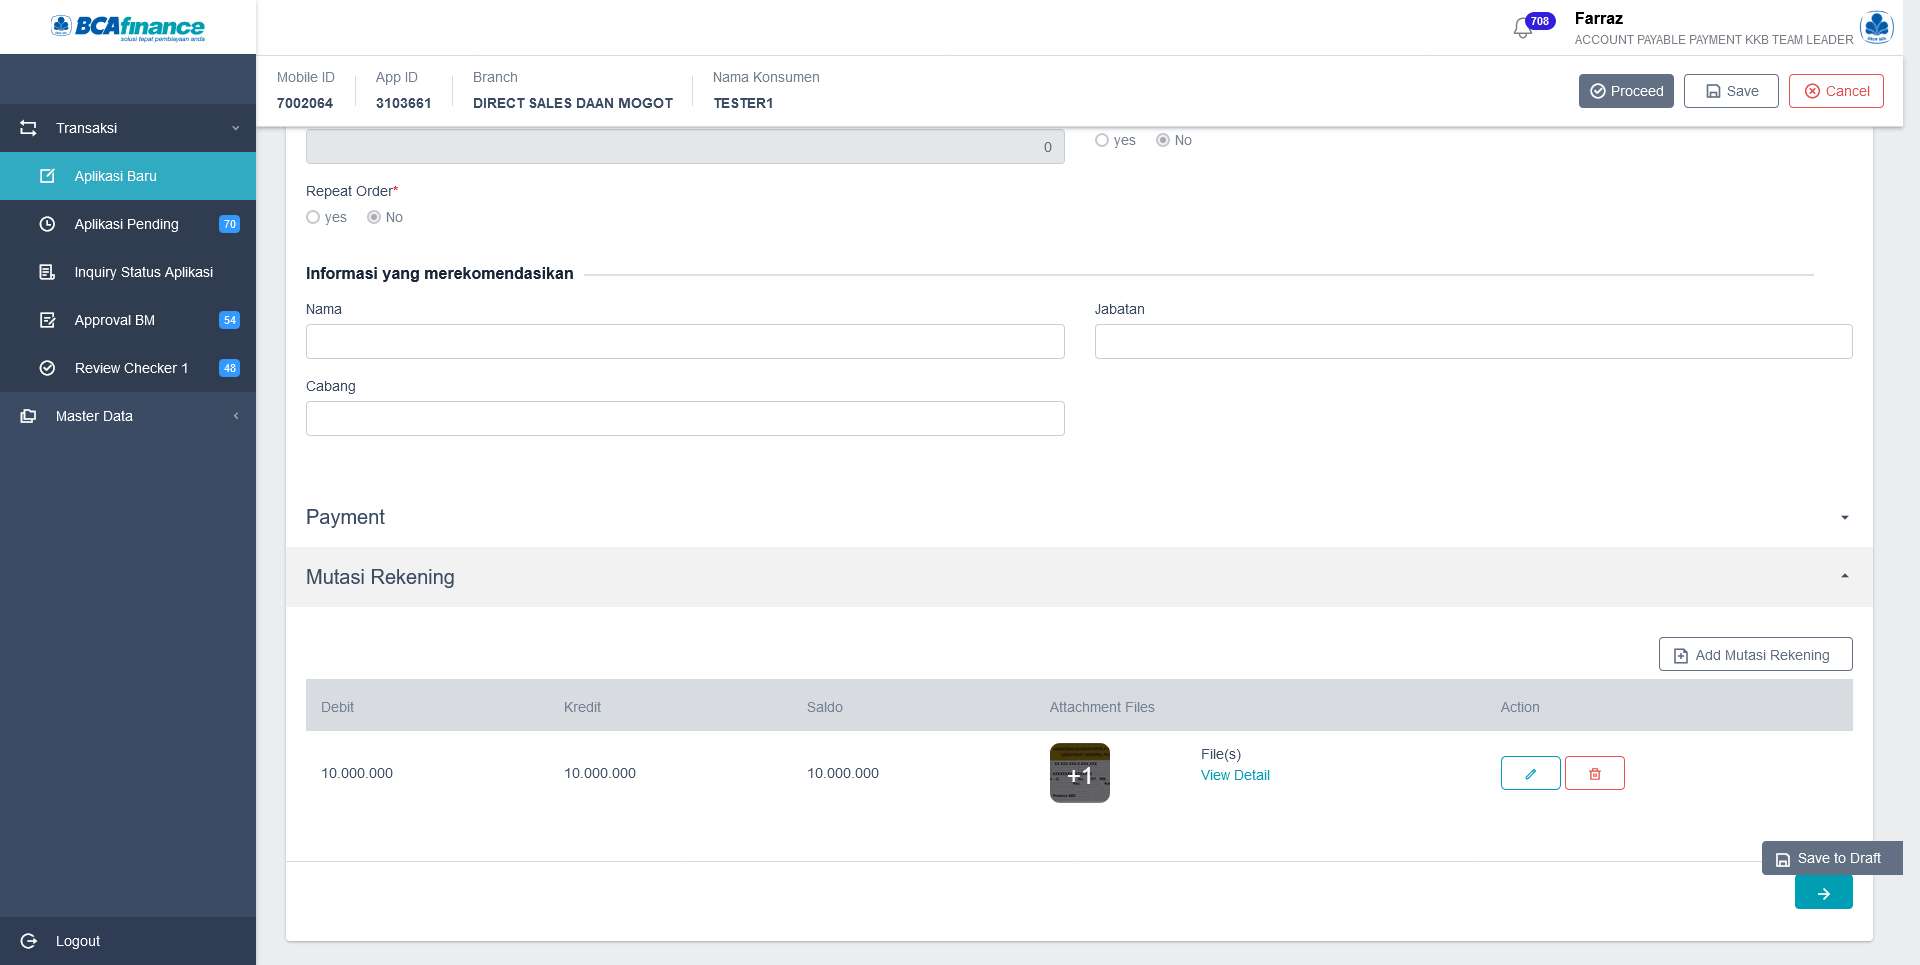 BCAfinance
solusi tepat pembiayaan anda
708
Farraz
ACCOUNT PAYABLE PAYMENT KKB TEAM LEADER
Mobile ID
7002064
App ID
3103661
Branch
DIRECT SALES DAAN MOGOT
Nama Konsumen
TESTER1
Proceed
Save
Cancel
Transaksi
Aplikasi Baru
Aplikasi Pending 70
Inquiry Status Aplikasi
Approval BM 54
Review Checker 1 48
Master Data
Logout
0
yes No
Repeat Order*
yes No
Informasi yang merekomendasikan
Nama
Jabatan
Cabang
Payment
Mutasi Rekening
Add Mutasi Rekening
Debit Kredit Saldo Attachment Files Action
10.000.000 10.000.000 10.000.000 +1
File(s)
View Detail
Save to Draft